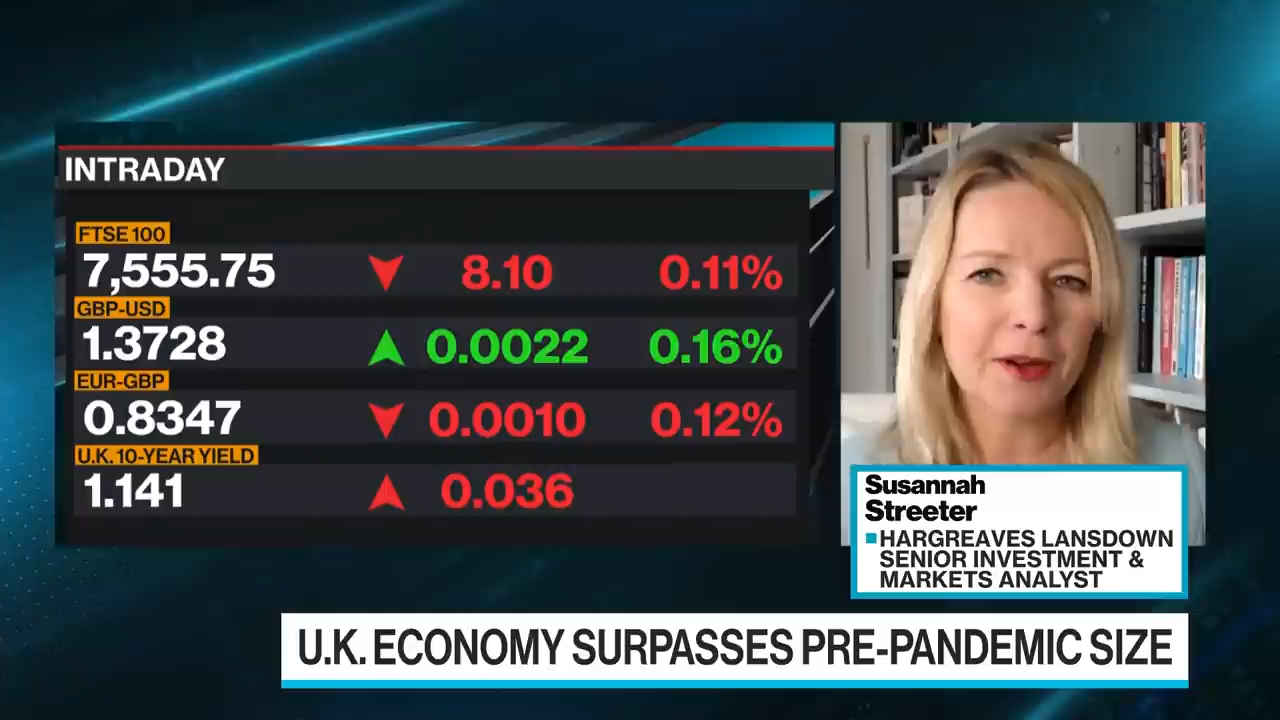 INTRADAY
FTSE 100
7,555.75 ▼ 8.10 0.11%
GBP-USD
1.3728 ▲ 0.0022 0.16%
EUR-GBP
0.8347 ▼ 0.0010 0.12%
U.K. 10-YEAR YIELD
1.141 ▲ 0.036
Susannah
Streeter
HARGREAVES LANSDOWN
SENIOR INVESTMENT &
MARKETS ANALYST
U.K. ECONOMY SURPASSES PRE-PANDEMIC SIZE